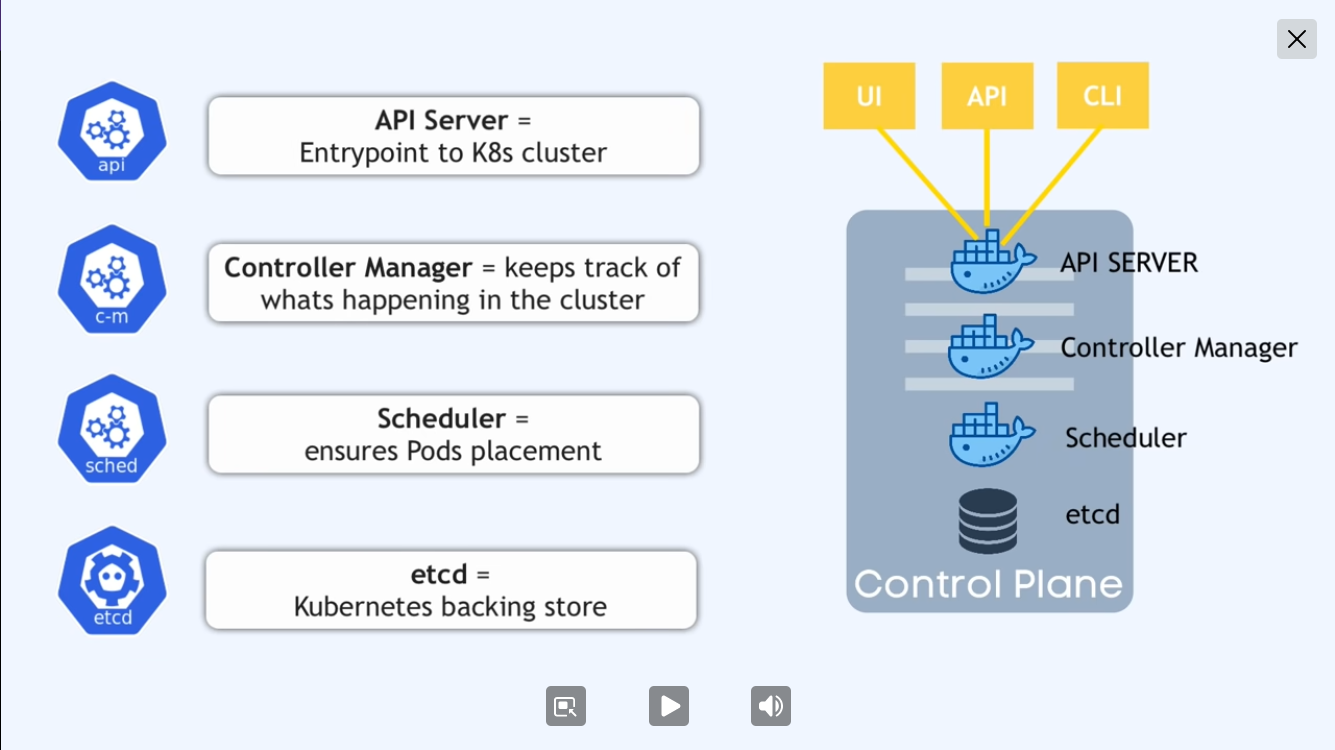 api
API Server =
Entrypoint to K8s cluster
c-m
Controller Manager = keeps track of
whats happening in the cluster
sched
Scheduler =
ensures Pods placement
etcd
etcd =
Kubernetes backing store
UI API CLI
API SERVER
Controller Manager
Scheduler
etcd
Control Plane